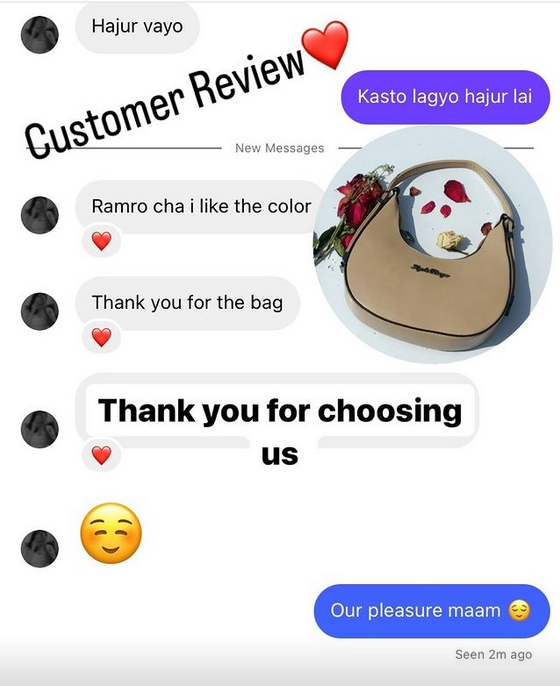 Hajur vayo
Customer Review
Kasto lagyo hajur lai
New Messages
Ramro cha i like the color
Thank you for the bag
Thank you for choosing
us
Our pleasure maam
Seen 2m ago